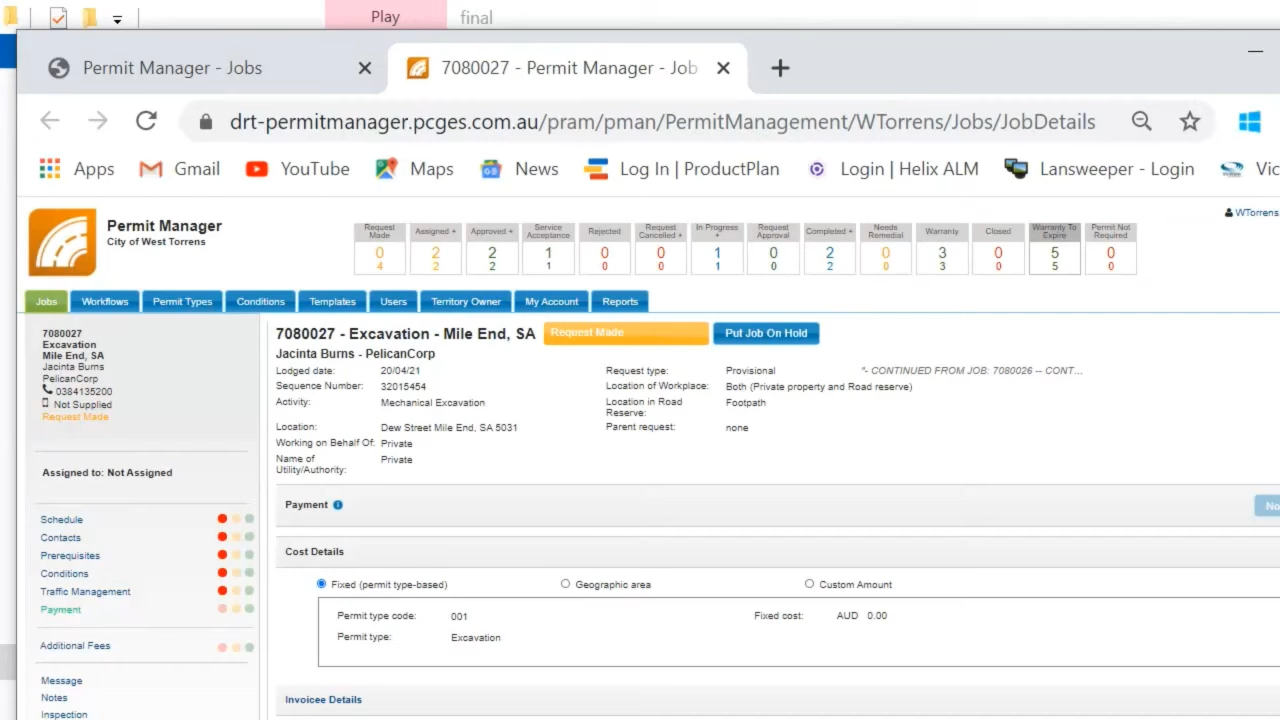 Play final
Permit Manager - Jobs
7080027 - Permit Manager - Job
drt-permitmanager.pcges.com.au/pram/pman/PermitManagement/WTorrens/Jobs/JobDetails
Apps Gmail YouTube Maps News Log In | ProductPlan Login | Helix ALM Lansweeper - Login Vic
Permit Manager
City of West Torrens
WTorrens
Request Made 0 4
Assigned + 2 2
Approved + 2 2
Service Acceptance 1 1
Rejected 0 0
Request Cancelled + 0 0
In Progress + 1 1
Request Approval 0 0
Completed + 2 2
Needs Remedial 0 0
Warranty 3 3
Closed 0 0
Warranty To Expire 5 5
Permit Not Required 0 0
Jobs Workflows Permit Types Conditions Templates Users Territory Owner My Account Reports
7080027
Excavation
Mile End, SA
Jacinta Burns
PelicanCorp
0384135200
Not Supplied
Request Made
Assigned to: Not Assigned
Schedule
Contacts
Prerequisites
Conditions
Traffic Management
Payment
Additional Fees
Message
Notes
Inspection
7080027 - Excavation - Mile End, SA Request Made Put Job On Hold
Jacinta Burns - PelicanCorp
Lodged date: 20/04/21
Sequence Number: 32015454
Activity: Mechanical Excavation
Location: Dew Street Mile End, SA 5031
Working on Behalf Of: Private
Name of Utility/Authority: Private
Request type: Provisional
Location of Workplace: Both (Private property and Road reserve)
Location in Road Reserve: Footpath
Parent request: none
"- CONTINUED FROM JOB: 7080026 -- CONT...
Payment
No
Cost Details
Fixed (permit type-based) Geographic area Custom Amount
Permit type code: 001 Fixed cost: AUD 0.00
Permit type: Excavation
Invoicee Details